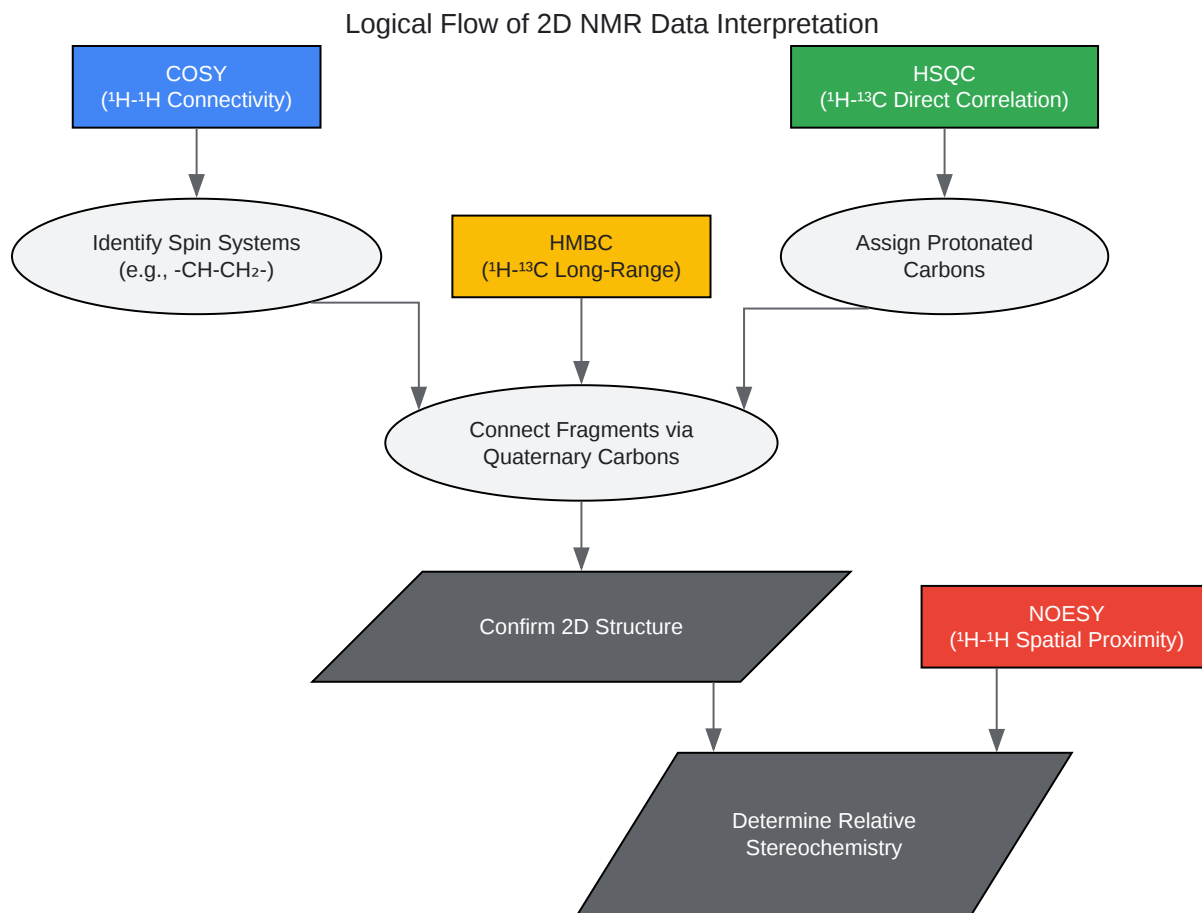 Logical Flow of 2D NMR Data Interpretation
COSY
(¹H-¹H Connectivity)
HSQC
(¹H-¹³C Direct Correlation)
Identify Spin Systems
(e.g., -CH-CH₂-)
HMBC
(¹H-¹³C Long-Range)
Assign Protonated
Carbons
Connect Fragments via
Quaternary Carbons
Confirm 2D Structure
NOESY
(¹H-¹H Spatial Proximity)
Determine Relative
Stereochemistry